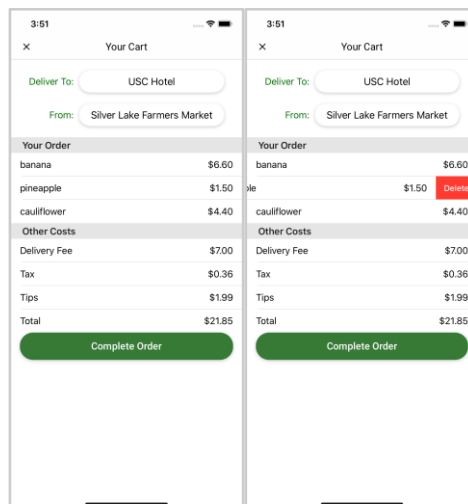 3:51
Your Cart
Deliver To: USC Hotel
From: Silver Lake Farmers Market
Your Order
banana $6.60
pineapple $1.50
cauliflower $4.40
Other Costs
Delivery Fee $7.00
Tax $0.36
Tips $1.99
Total $21.85
Complete Order
3:51
Your Cart
Deliver To: USC Hotel
From: Silver Lake Farmers Market
Your Order
banana $6.60
le $1.50 Delete
cauliflower $4.40
Other Costs
Delivery Fee $7.00
Tax $0.36
Tips $1.99
Total $21.85
Complete Order